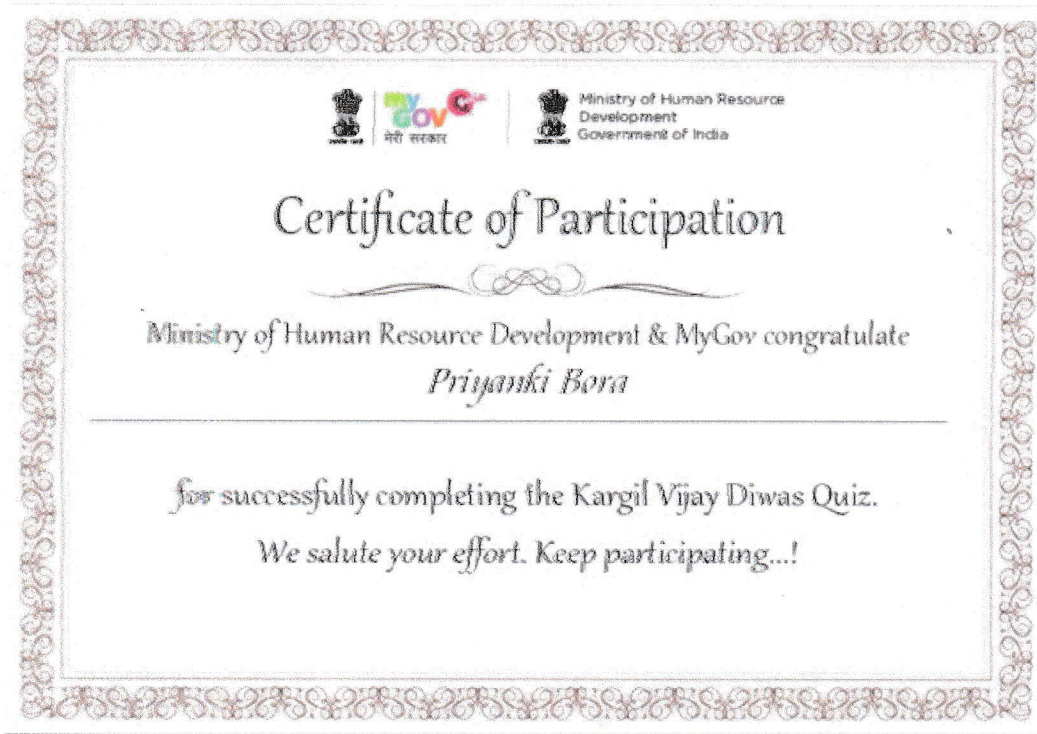 my
GOV
मेरी सरकार
Ministry of Human Resource
Development
Government of India
Certificate of Participation
Ministry of Human Resource Development & MyGov congratulate
Priyanki Bora
for successfully completing the Kargil Vijay Diwas Quiz.
We salute your effort. Keep participating...!